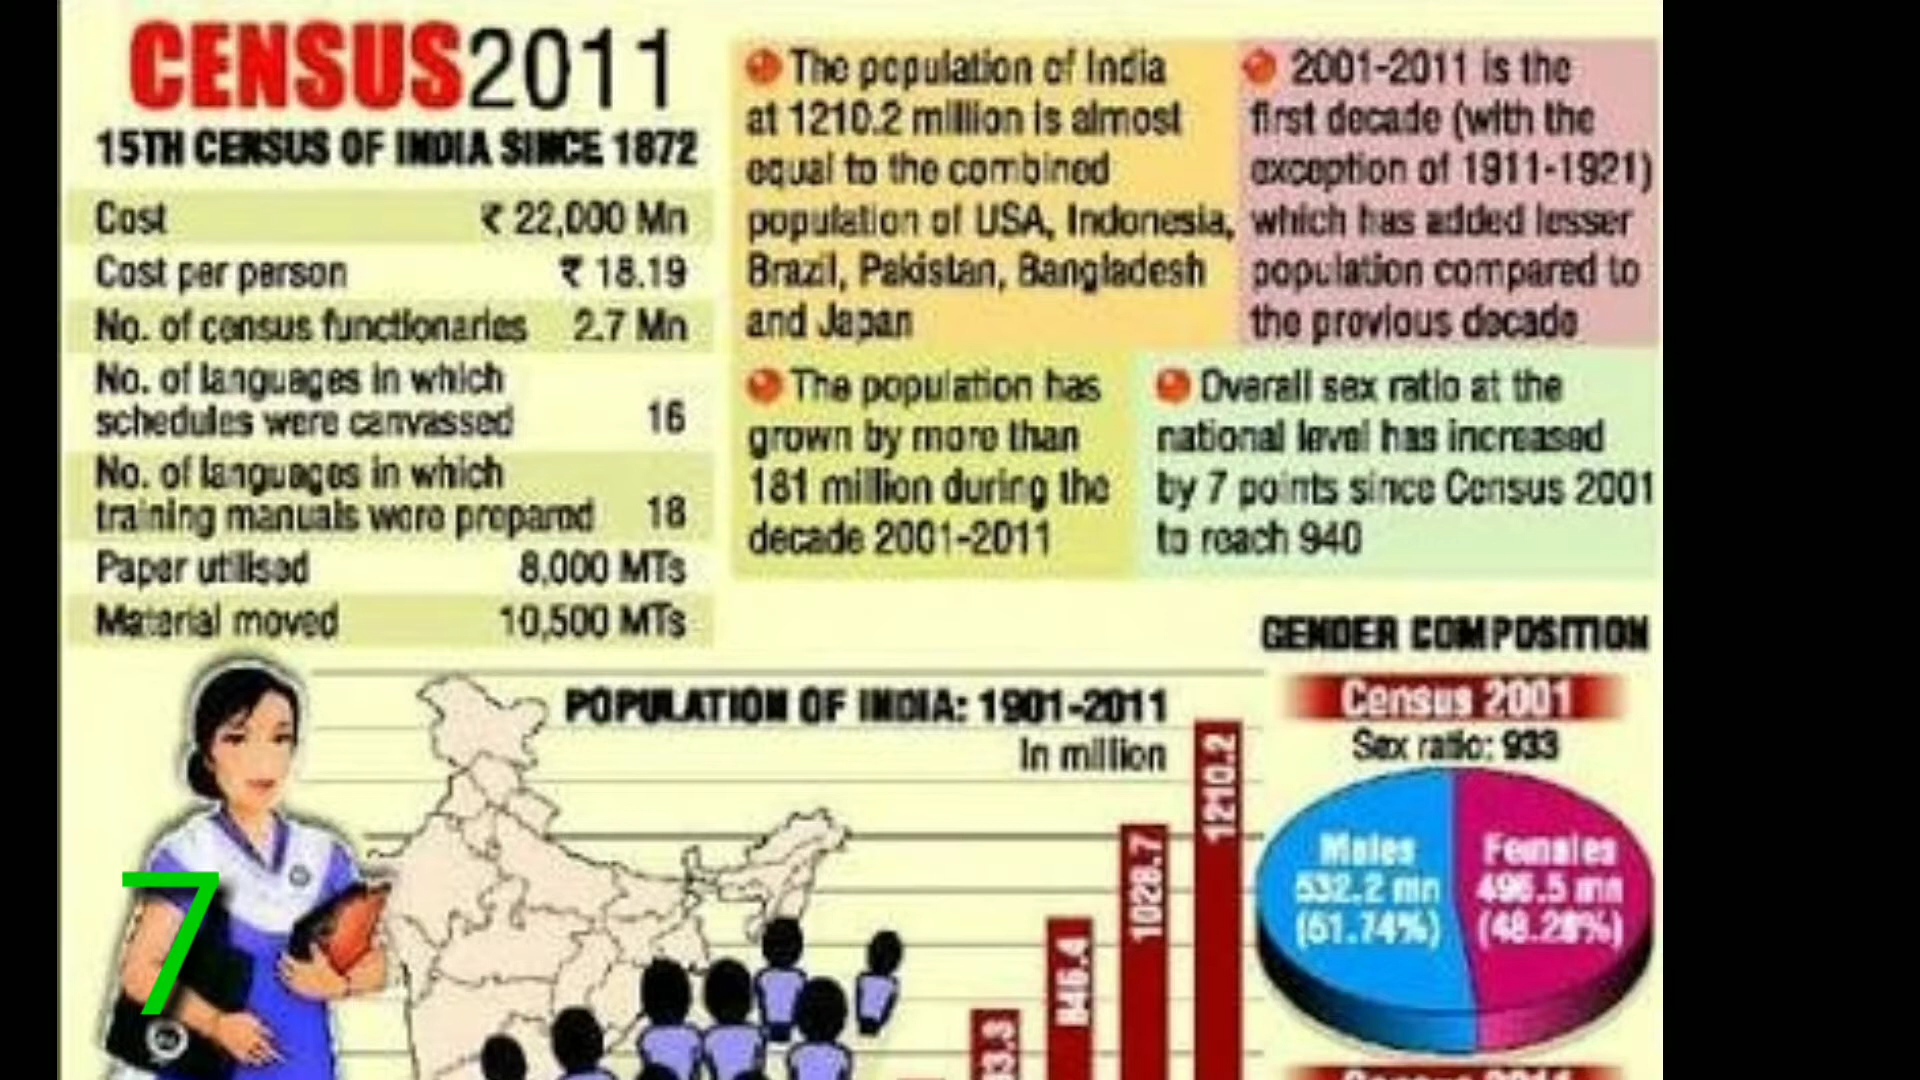 CENSUS2011
15TH CENSUS OF INDIA SINCE 1872
Cost ₹ 22,000 Mn
Cost per person ₹ 18.19
No. of census functionaries 2.7 Mn
No. of languages in which
schedules were canvassed 16
No. of languages in which
training manuals were prepared 18
Paper utilised 8,000 MTs
Material moved 10,500 MTs
The population of India
at 1210.2 million is almost
equal to the combined
population of USA, Indonesia,
Brazil, Pakistan, Bangladesh
and Japan
2001-2011 is the
first decade (with the
exception of 1911-1921)
which has added lesser
population compared to
the previous decade
The population has
grown by more than
181 million during the
decade 2001-2011
Overall sex ratio at the
national level has increased
by 7 points since Census 2001
to reach 940
GENDER COMPOSITION
Census 2001
Sex ratio: 933
Males
532.2 mn
(51.74%)
Females
496.5 mn
(48.26%)
POPULATION OF INDIA: 1901-2011
In million
846.4
1028.7
1210.2
7